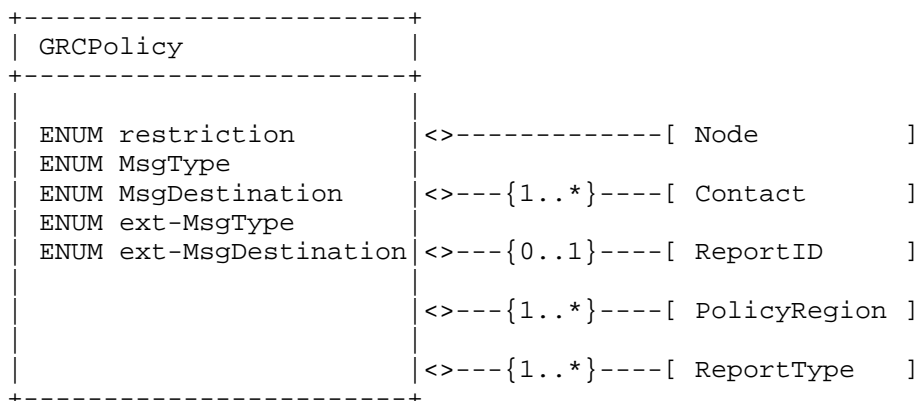 +------------------------+
| GRCPolicy              |
+------------------------+
|                        |
| ENUM restriction       |<>-------------[ Node         ]
| ENUM MsgType           |
| ENUM MsgDestination    |<>---{1..*}----[ Contact      ]
| ENUM ext-MsgType       |
| ENUM ext-MsgDestination|<>---{0..1}----[ ReportID     ]
|                        |
|                        |<>---{1..*}----[ PolicyRegion ]
|                        |
|                        |<>---{1..*}----[ ReportType   ]
+------------------------+